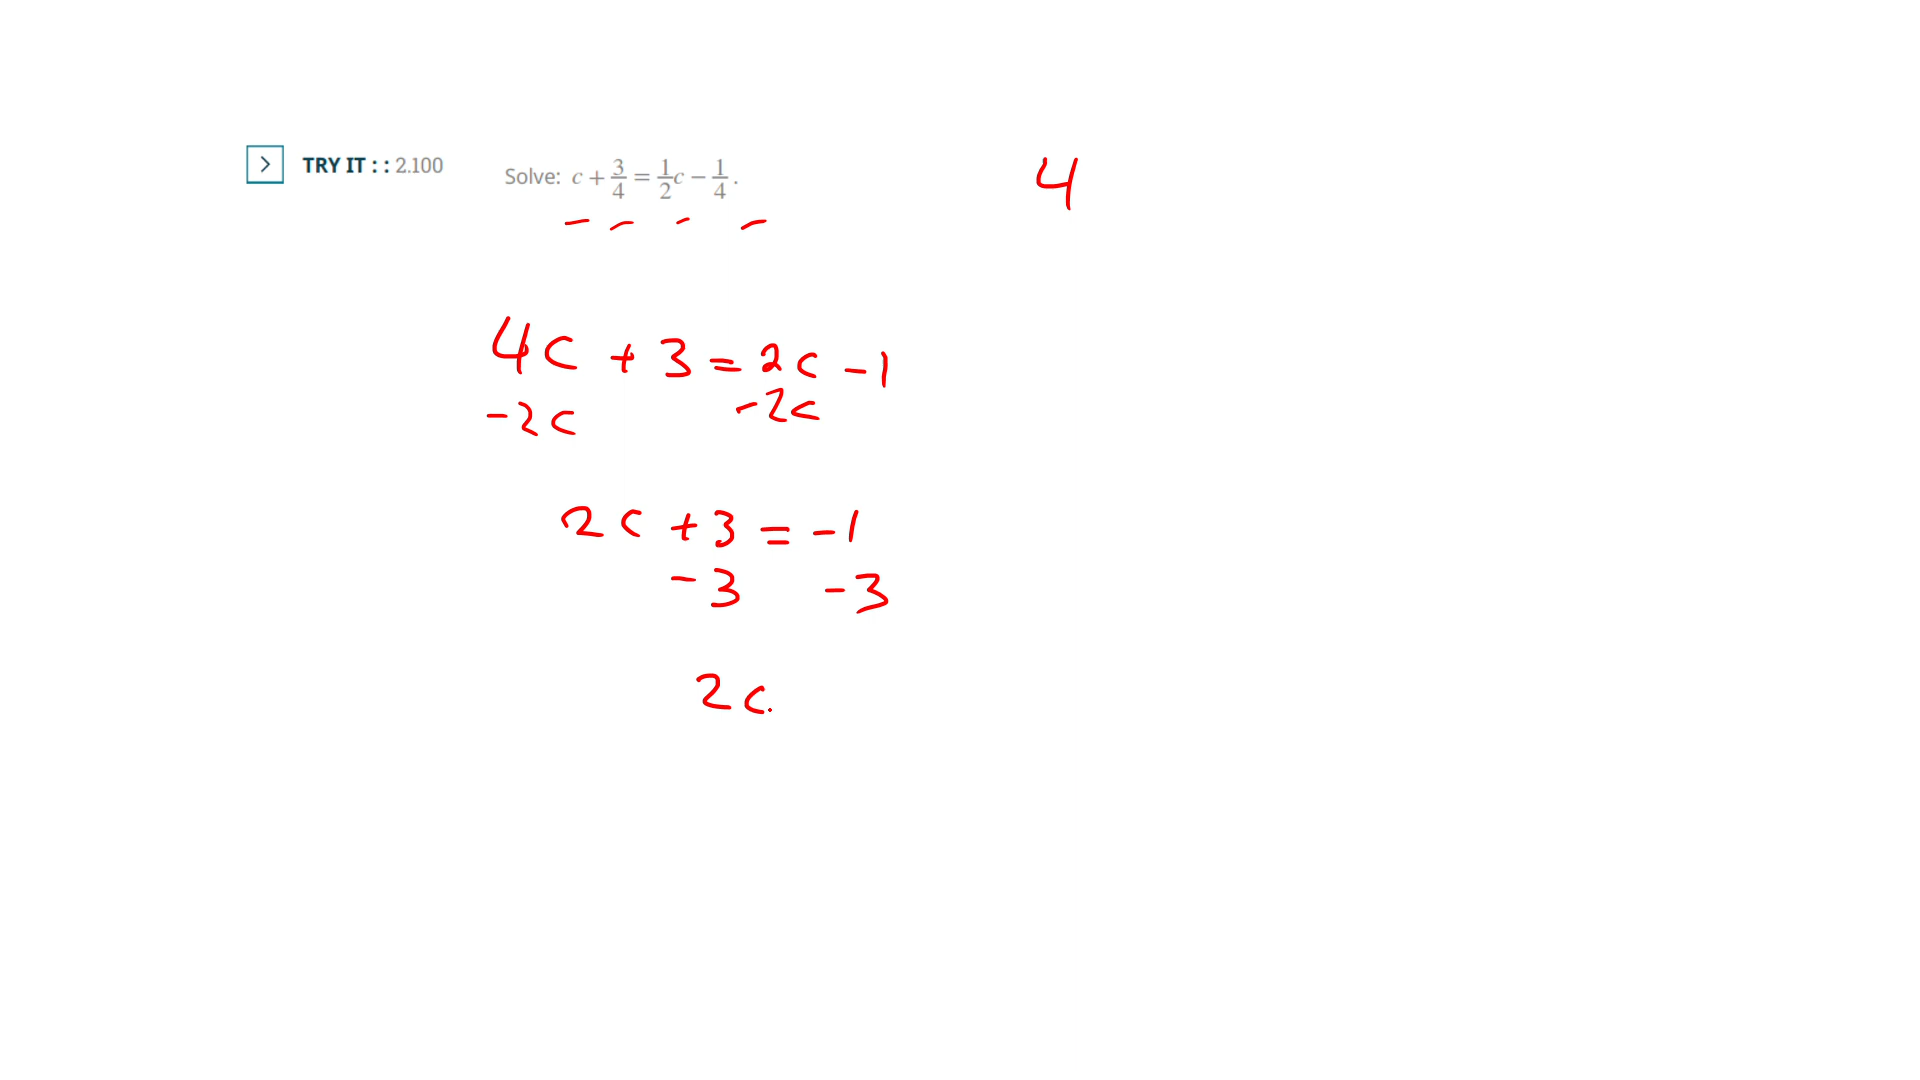 > TRY IT : : 2.100 Solve: c + 3/4 = 1/2 c − 1/4 .
4
4c + 3 = 2c - 1
-2c -2c
2c + 3 = -1
-3 -3
2c